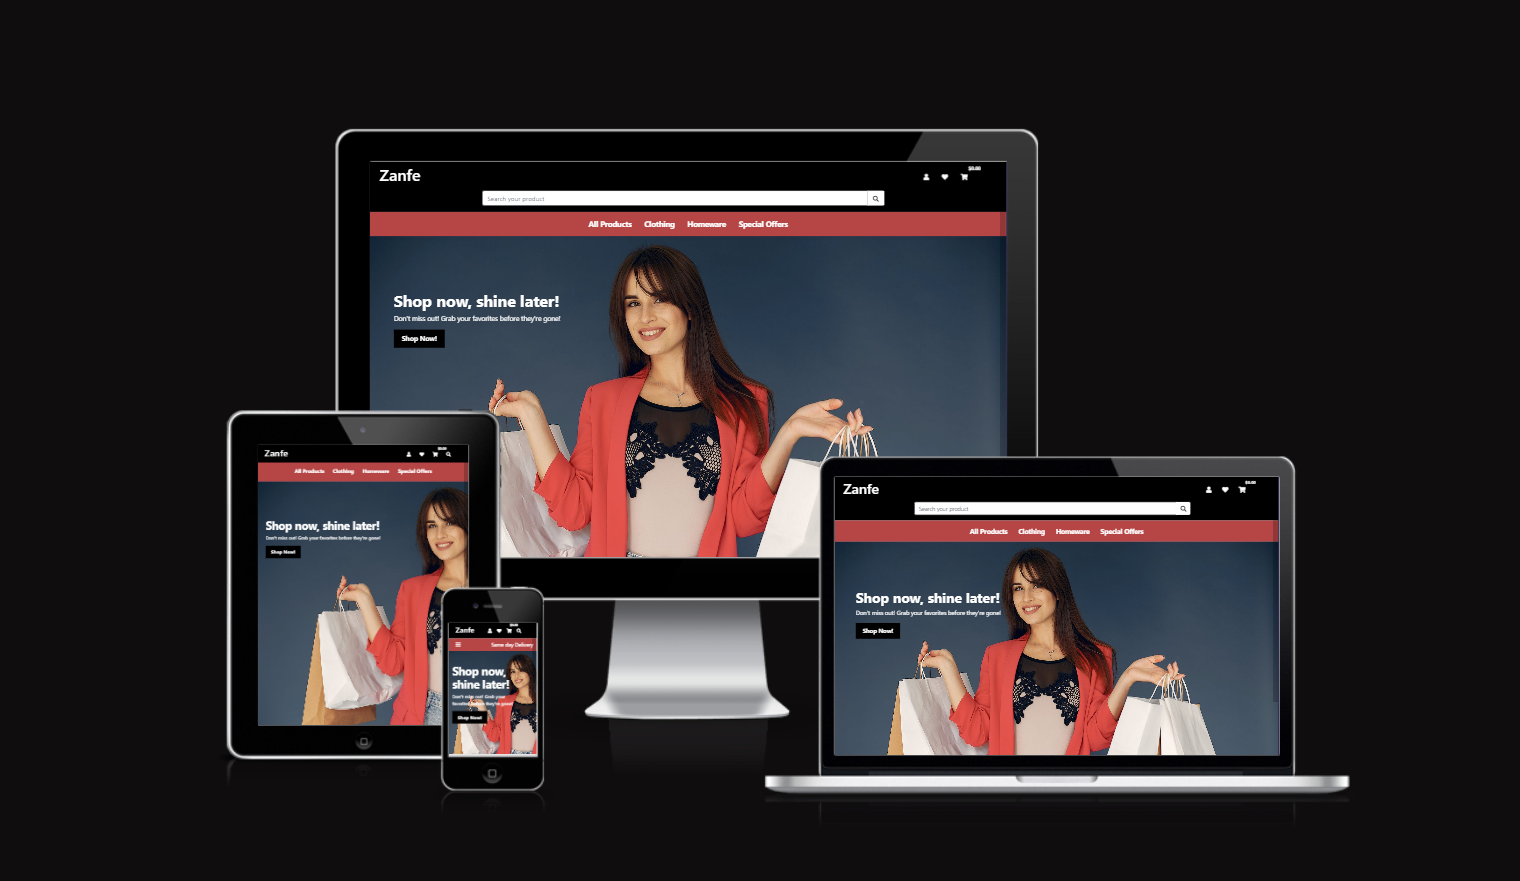 Zanfe
$0.00
Search your product
All Products Clothing Homeware Special Offers
Shop now, shine later!
Don't miss out! Grab your favorites before they're gone!
Shop Now!
Zanfe
$0.00
All Products Clothing Homeware Special Offers
Shop now, shine later!
Don't miss out! Grab your favorites before they're gone!
Shop Now!
Zanfe
Same day Delivery
Shop now,
shine later!
Don't miss out! Grab your
favorites before they're gone!
Shop Now!
Zanfe
$0.00
Search your product
All Products Clothing Homeware Special Offers
Shop now, shine later!
Don't miss out! Grab your favorites before they're gone!
Shop Now!